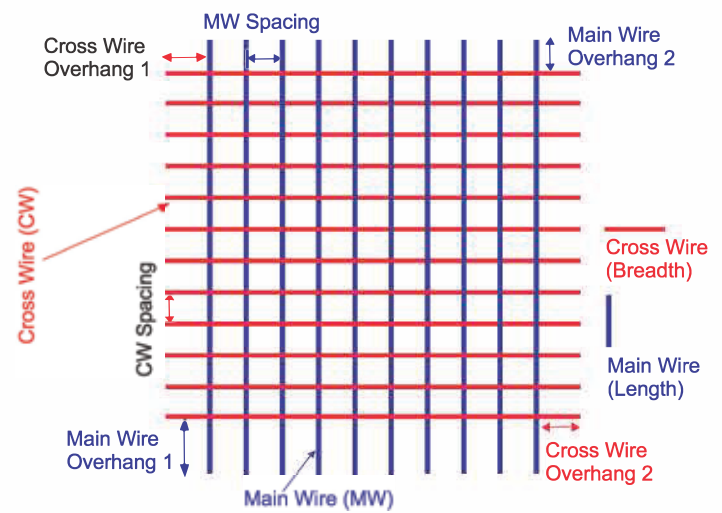 MW Spacing
Cross Wire
Overhang 1
Main Wire
Overhang 2
Cross Wire (CW)
Cross Wire
(Breadth)
CW Spacing
Main Wire
(Length)
Main Wire
Overhang 1
Cross Wire
Overhang 2
Main Wire (MW)